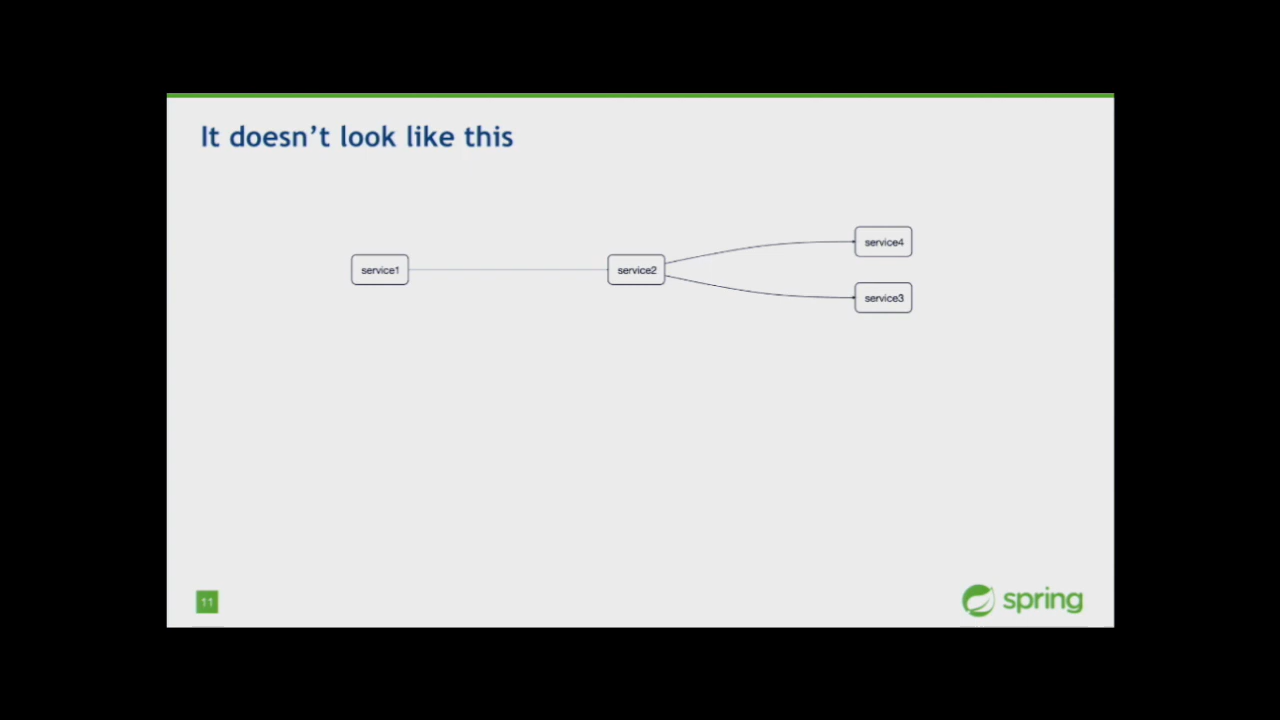 It doesn't look like this
service4
service1
service2
service3
11
spring